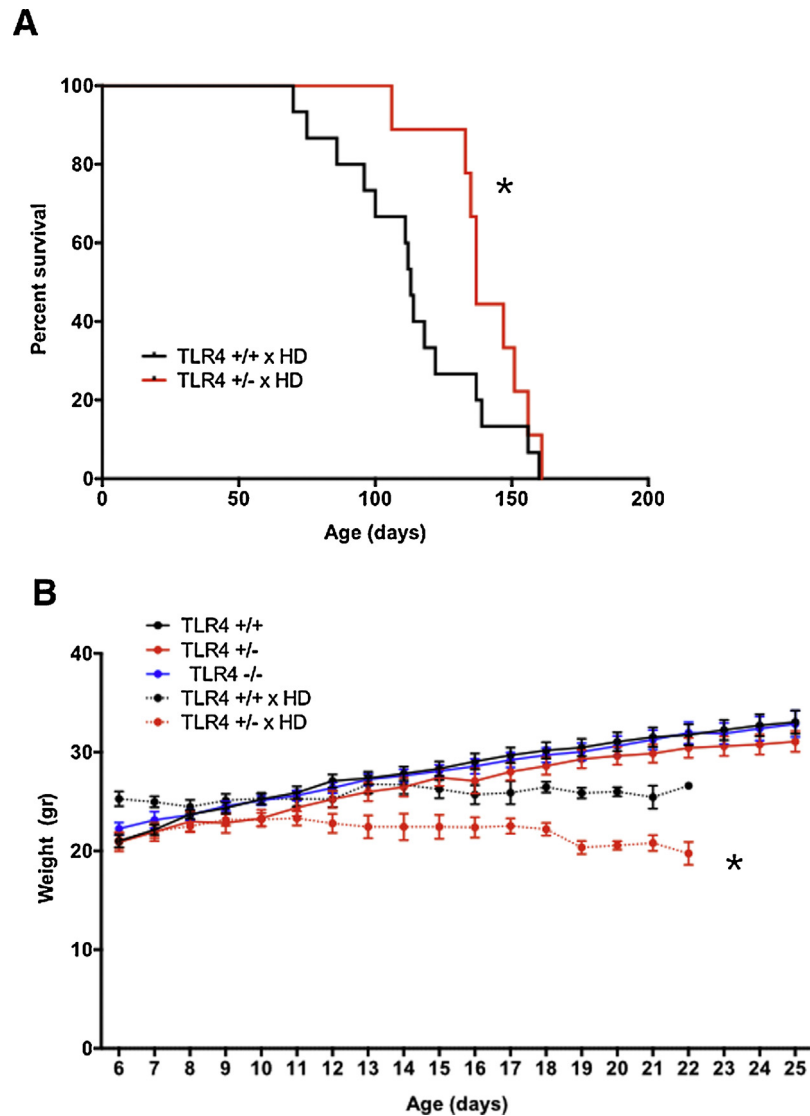 A
100
80
60
40
20
0
Percent survival
TLR4 +/+ x HD
TLR4 +/- x HD
*
0 50 100 150 200
Age (days)
B
TLR4 +/+
TLR4 +/-
TLR4 -/-
TLR4 +/+ x HD
TLR4 +/- x HD
40
30
20
10
0
Weight (gr)
*
6 7 8 9 10 11 12 13 14 15 16 17 18 19 20 21 22 23 24 25
Age (days)